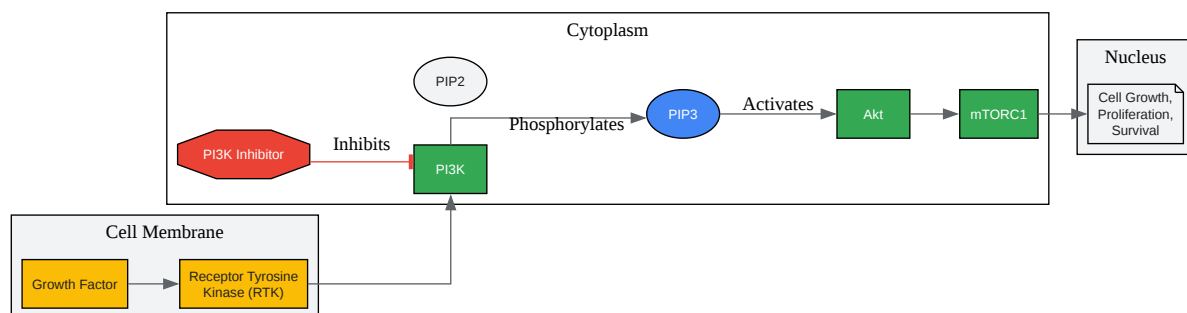 Cytoplasm
Nucleus
PIP2
Cell Growth,
Proliferation,
Survival
Activates
PIP3
Akt
mTORC1
Phosphorylates
Inhibits
PI3K Inhibitor
PI3K
Cell Membrane
Growth Factor
Receptor Tyrosine
Kinase (RTK)